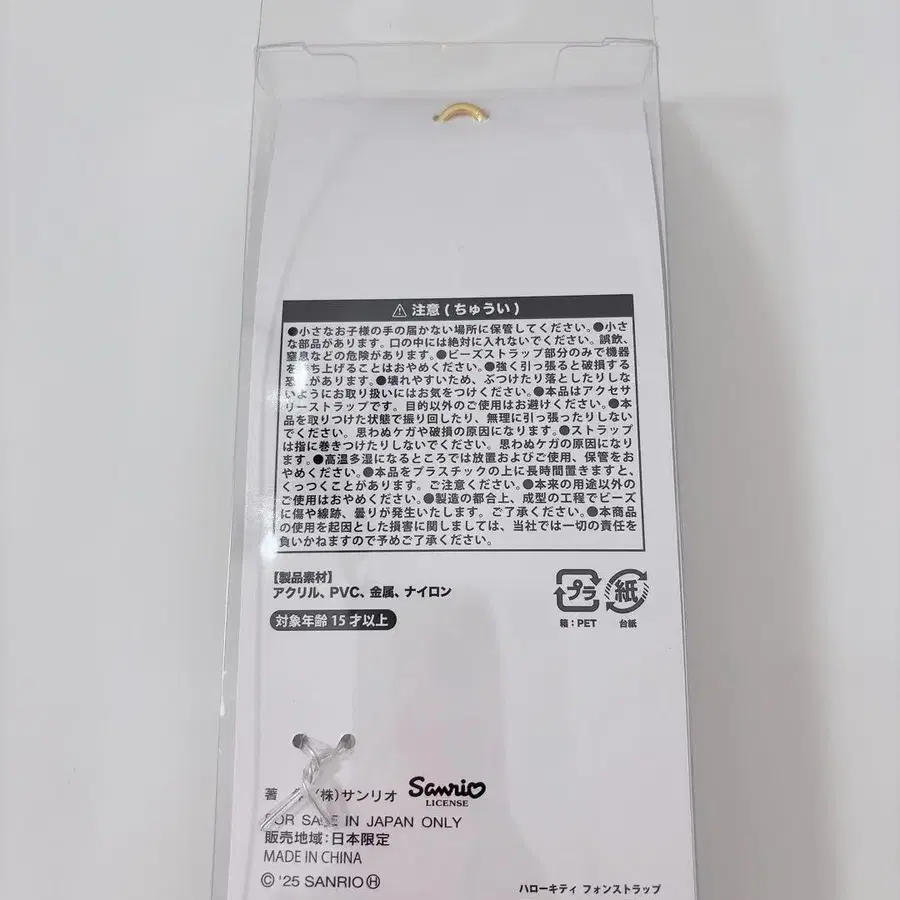 ⚠ 注意 ( ちゅうい )
●小さなお子様の手の届かない場所に保管してください。●小さ
な部品があります。口の中には絶対に入れないでください。誤飲、
窒息などの危険があります。●ビーズストラップ部分のみで機器
ち上げることはおやめください。●強く引っ張ると破損する
恐 があります。●壊れやすいため、ぶつけたり落としたりしな
いようにお取り扱いにはお気をつけください。●本品はアクセサ
リーストラップです。目的以外のご使用はお避けください。●本
品を取りつけた状態で振り回したり、無理に引っ張ったりしない
でください。思わぬケガや破損の原因になります。●ストラップ
は指に巻きつけたりしないでください。思わぬケガの原因になり
ます。●高温多湿になるところでは放置およびご使用、保管をお
やめください。●本品をプラスチックの上に長時間置きますと、
くっつくことがあります。ご注意ください。●本来の用途以外の
ご使用はおやめください。●製造の都合上、成型の工程でビーズ
に傷や線跡、曇りが発生いたします。ご了承ください。●本商品
の使用を起因とした損害に関しましては、当社では一切の責任を
負いかねますので予めご了承ください。
【製品素材】
アクリル、PVC、金属、ナイロン
プラ 紙
箱：PET 台紙
対象年齢 15 才以上
著 (株)サンリオ Sanrio
LICENSE
FOR SALE IN JAPAN ONLY
販売地域：日本限定
MADE IN CHINA
© '25 SANRIO Ⓗ
ハローキティ フォンストラップ